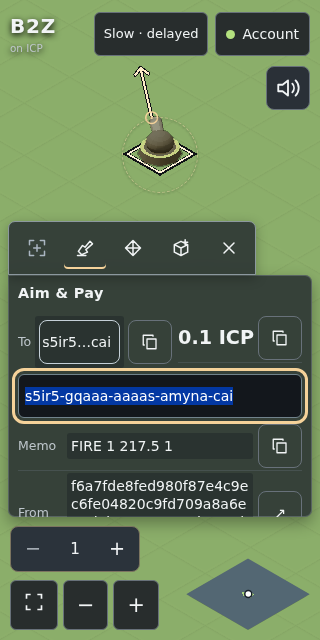 B2Z
on ICP
Slow · delayed
Account
Aim & Pay
To
s5ir5...cai
0.1 ICP
s5ir5-gqaaa-aaaas-amyna-cai
Memo
FIRE 1 217.5 1
From
f6a7fde8fed980f87e4c9e
c6fe04820c9fd709a8a6e
− 1 +
− +